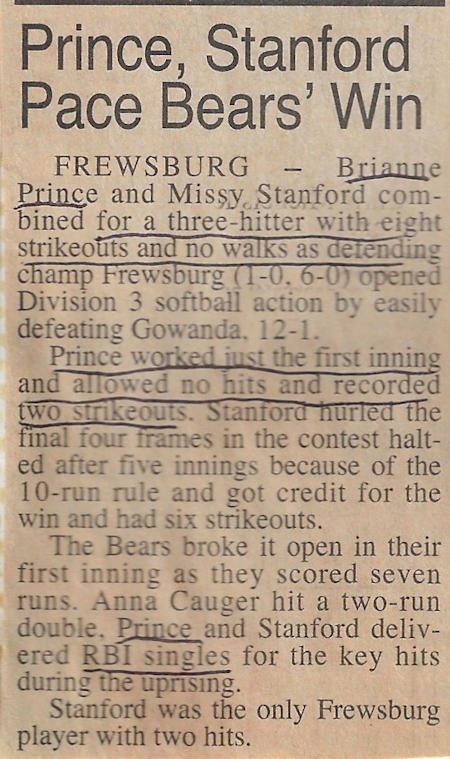 Prince, Stanford
Pace Bears' Win
FREWSBURG – Brianne
Prince and Missy Stanford com-
bined for a three-hitter with eight
strikeouts and no walks as defending
champ Frewsburg (1-0, 6-0) opened
Division 3 softball action by easily
defeating Gowanda, 12-1.
Prince worked just the first inning
and allowed no hits and recorded
two strikeouts. Stanford hurled the
final four frames in the contest halt-
ed after five innings because of the
10-run rule and got credit for the
win and had six strikeouts.
The Bears broke it open in their
first inning as they scored seven
runs. Anna Cauger hit a two-run
double. Prince and Stanford deliv-
ered RBI singles for the key hits
during the uprising.
Stanford was the only Frewsburg
player with two hits.